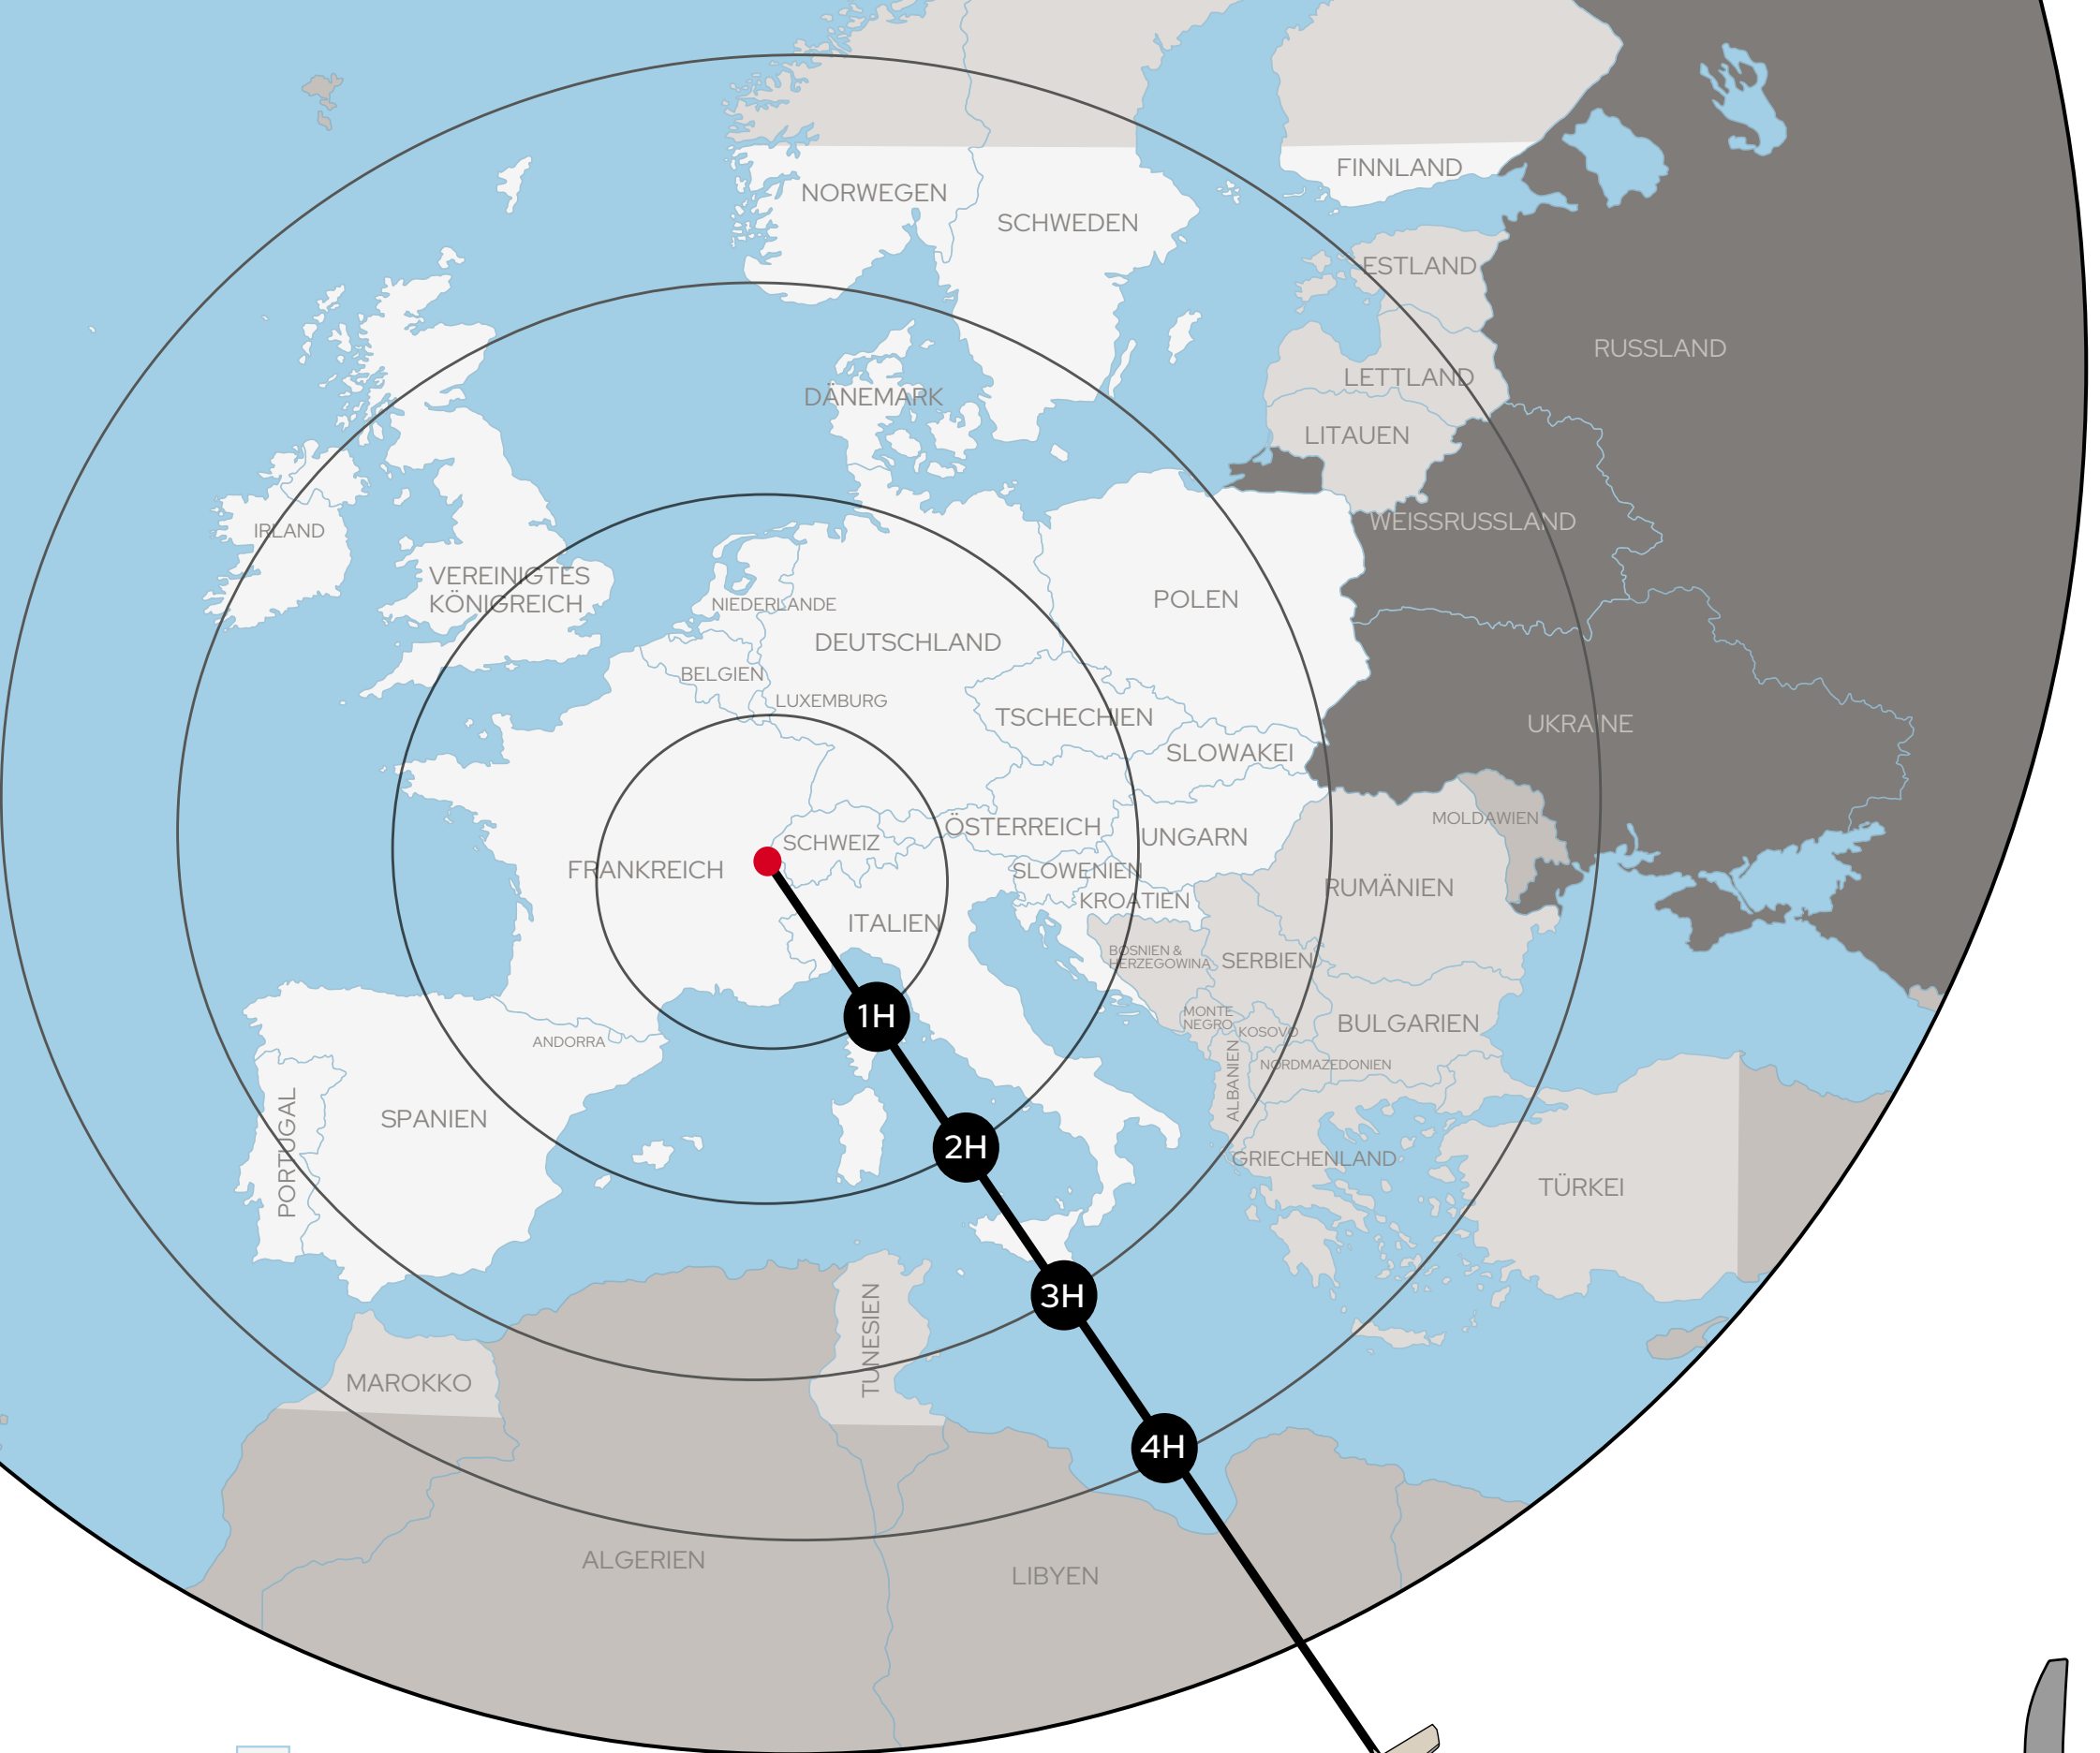 FINNLAND
NORWEGEN
SCHWEDEN
ESTLAND
RUSSLAND
LETTLAND
DÄNEMARK
LITAUEN
WEISSRUSSLAND
IRLAND
VEREINIGTES
KÖNIGREICH
POLEN
NIEDERLANDE
DEUTSCHLAND
BELGIEN
LUXEMBURG
TSCHECHIEN
UKRAINE
SLOWAKEI
MOLDAWIEN
ÖSTERREICH
UNGARN
SCHWEIZ
FRANKREICH
SLOWENIEN
RUMÄNIEN
KROATIEN
ITALIEN
BOSNIEN &
HERZEGOWINA
SERBIEN
MONTE
NEGRO
KOSOVO
BULGARIEN
1H
ANDORRA
NORDMAZEDONIEN
ALBANIEN
SPANIEN
PORTUGAL
2H
GRIECHENLAND
TÜRKEI
3H
TUNESIEN
MAROKKO
4H
ALGERIEN
LIBYEN